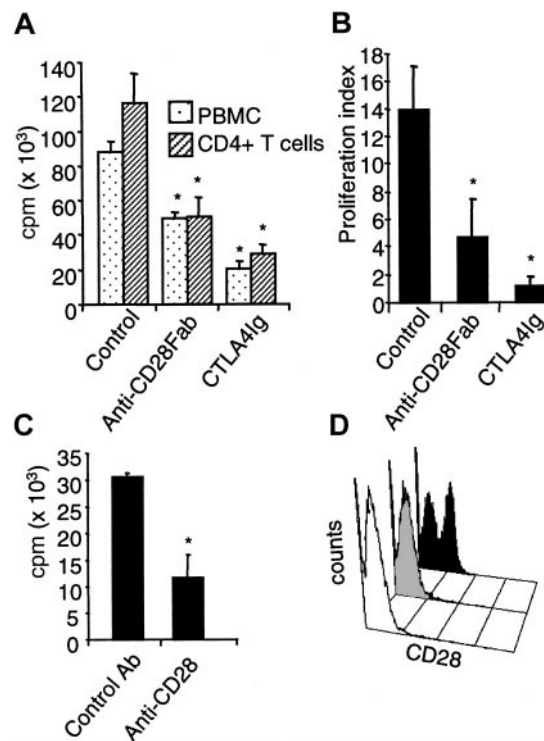 A
140
120
100
80
60
40
20
0
cpm (x 10³)
PBMC
CD4+ T cells
* *
* *
Control
Anti-CD28Fab
CTLA4Ig
B
18
16
14
12
10
8
6
4
2
0
Proliferation index
*
*
Control
Anti-CD28Fab
CTLA4Ig
C
35
30
25
20
15
10
5
0
cpm (x 10³)
*
Control Ab
Anti-CD28
D
counts
CD28